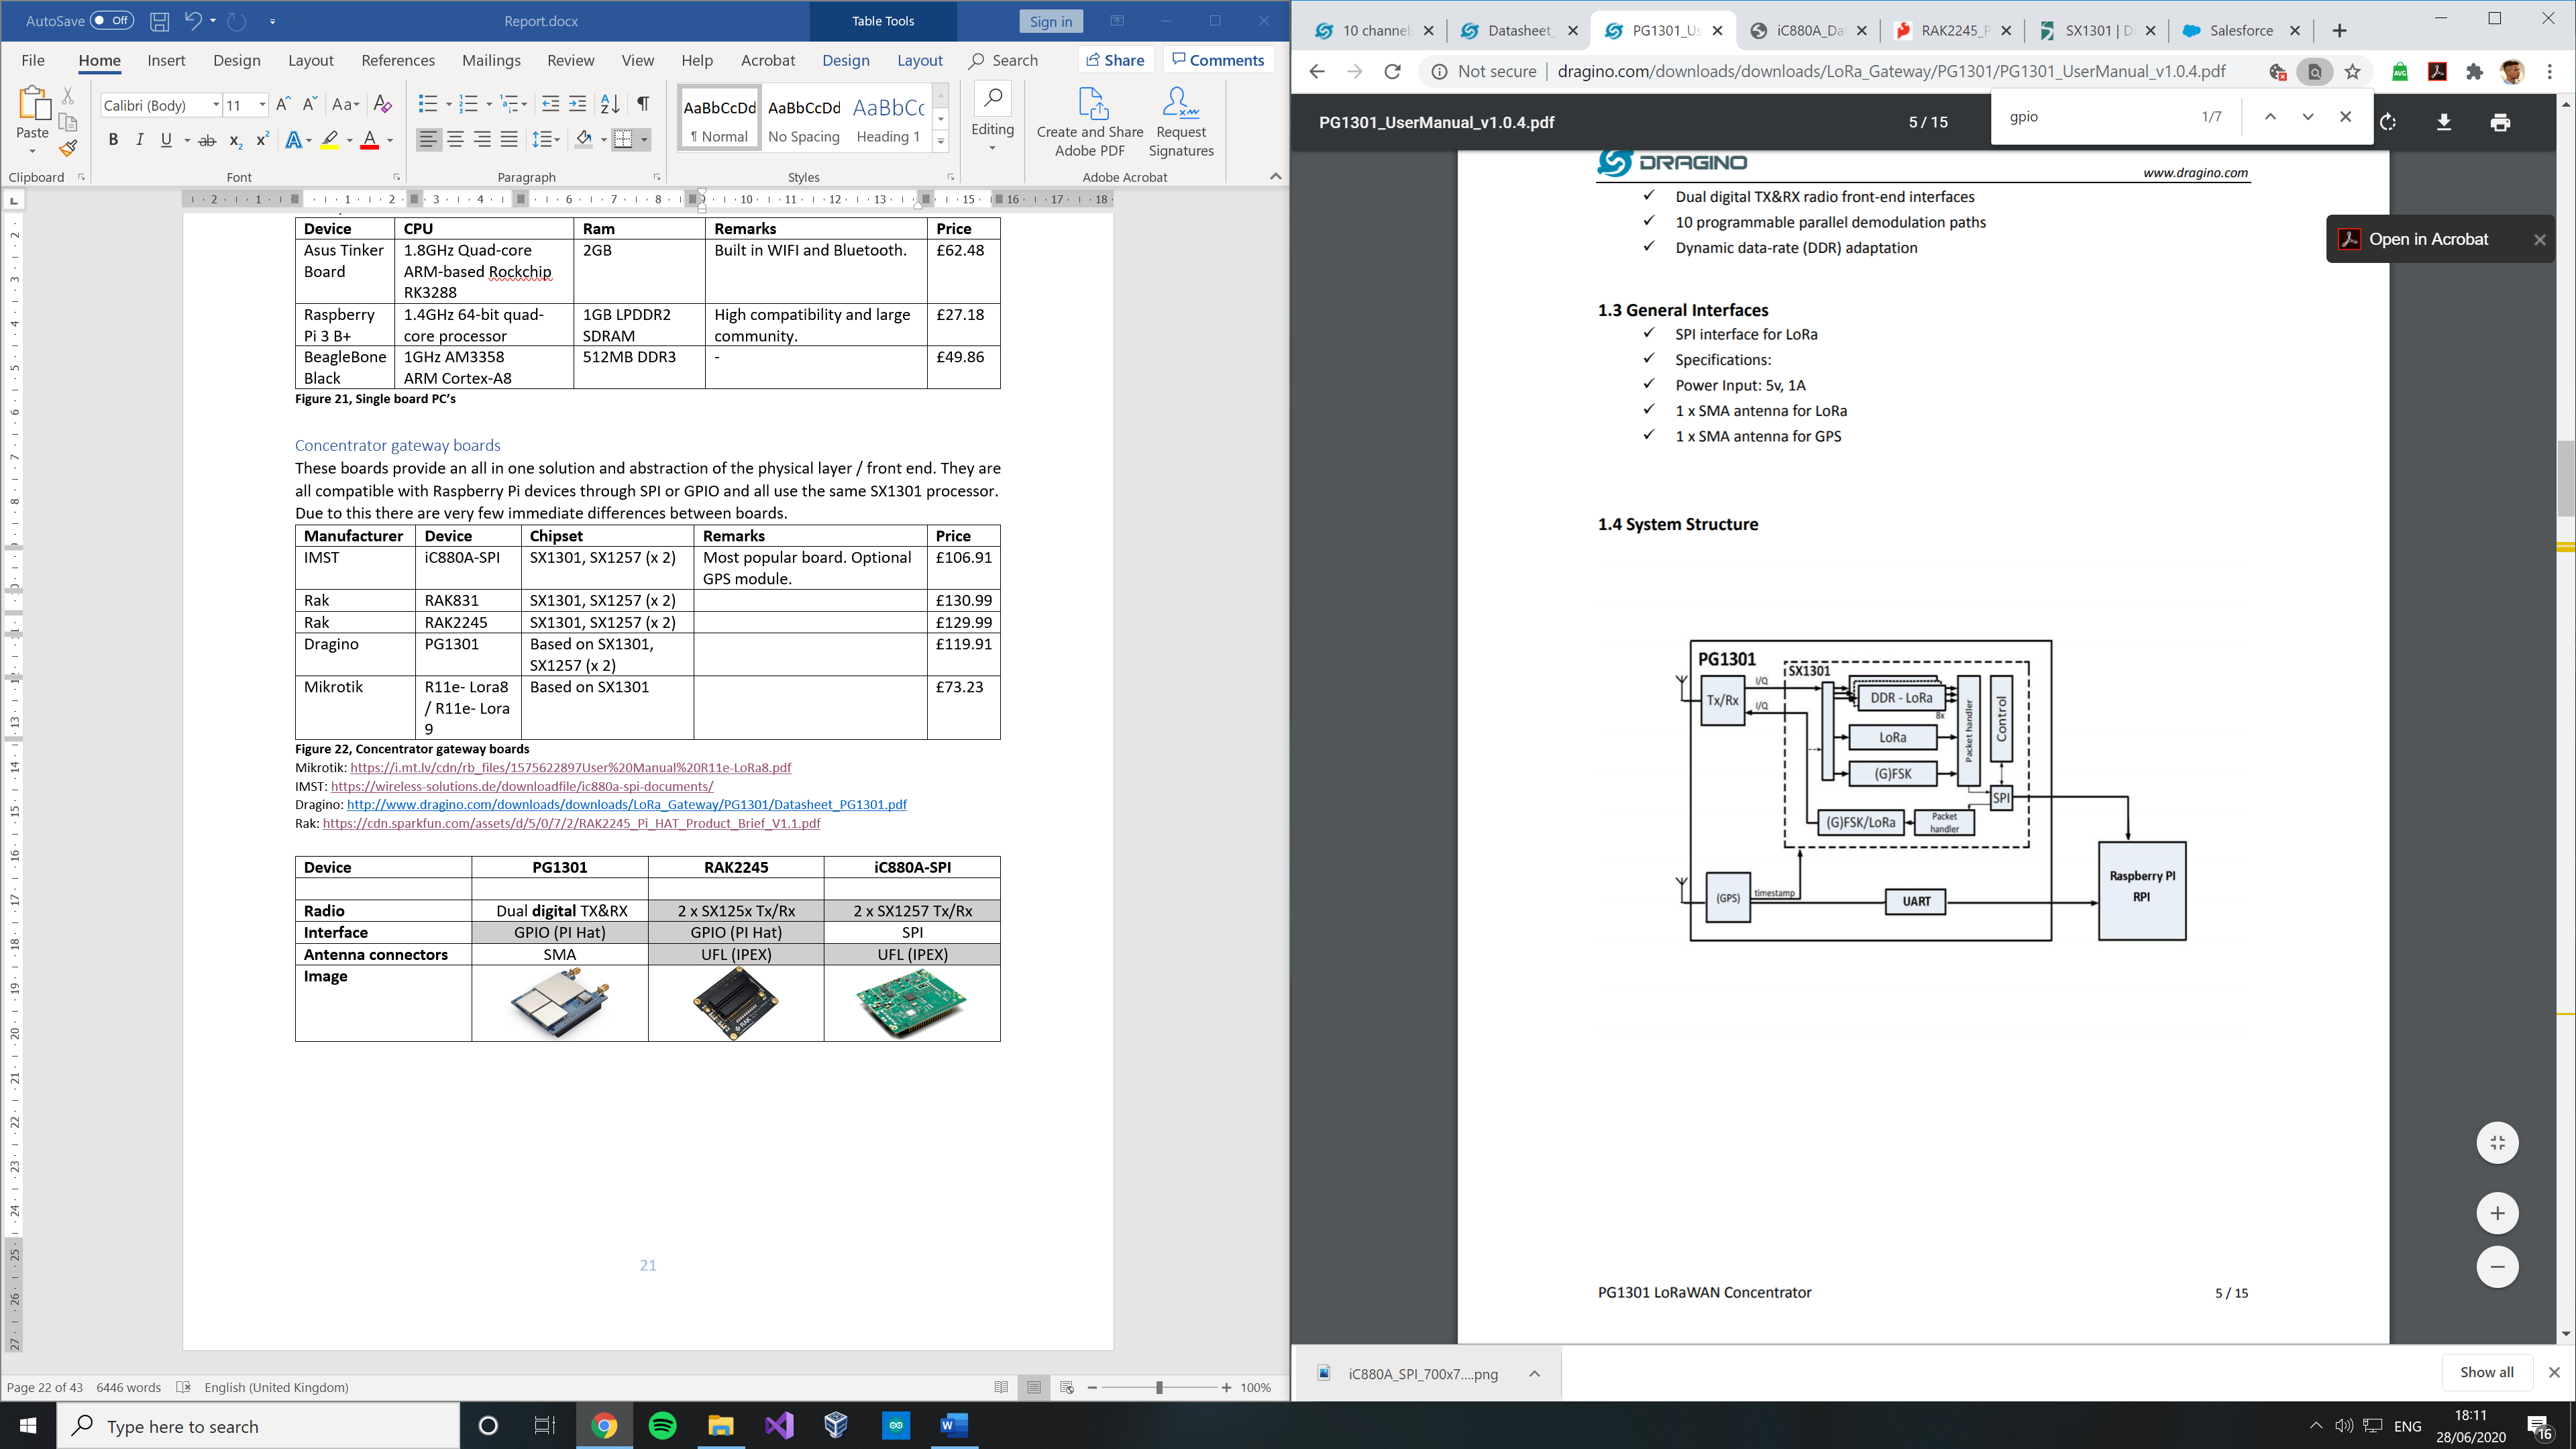 AutoSave Off
Report.docx
Table Tools
Sign in
File Home Insert Design Layout References Mailings Review View Help Acrobat Design Layout Search Share Comments
Paste
Calibri (Body) 11
AaBbCcDd AaBbCcDd AaBbCc
¶ Normal No Spacing Heading 1
Editing
Create and Share Adobe PDF
Request Signatures
Clipboard Font Paragraph Styles Adobe Acrobat
Device CPU Ram Remarks Price
Asus Tinker 1.8GHz Quad-core 2GB Built in WIFI and Bluetooth. £62.48
Board ARM-based Rockchip
RK3288
Raspberry 1.4GHz 64-bit quad- 1GB LPDDR2 High compatibility and large £27.18
Pi 3 B+ core processor SDRAM community.
BeagleBone 1GHz AM3358 512MB DDR3 - £49.86
Black ARM Cortex-A8
Figure 21, Single board PC's
Concentrator gateway boards
These boards provide an all in one solution and abstraction of the physical layer / front end. They are
all compatible with Raspberry Pi devices through SPI or GPIO and all use the same SX1301 processor.
Due to this there are very few immediate differences between boards.
Manufacturer Device Chipset Remarks Price
IMST iC880A-SPI SX1301, SX1257 (x 2) Most popular board. Optional £106.91
GPS module.
Rak RAK831 SX1301, SX1257 (x 2) £130.99
Rak RAK2245 SX1301, SX1257 (x 2) £129.99
Dragino PG1301 Based on SX1301, £119.91
SX1257 (x 2)
Mikrotik R11e- Lora8 Based on SX1301 £73.23
/ R11e- Lora
9
Figure 22, Concentrator gateway boards
Mikrotik: https://i.mt.lv/cdn/rb_files/1575622897User%20Manual%20R11e-LoRa8.pdf
IMST: https://wireless-solutions.de/downloadfile/ic880a-spi-documents/
Dragino: http://www.dragino.com/downloads/downloads/LoRa_Gateway/PG1301/Datasheet_PG1301.pdf
Rak: https://cdn.sparkfun.com/assets/d/5/0/7/2/RAK2245_Pi_HAT_Product_Brief_V1.1.pdf
Device PG1301 RAK2245 iC880A-SPI
Radio Dual digital TX&RX 2 x SX125x Tx/Rx 2 x SX1257 Tx/Rx
Interface GPIO (PI Hat) GPIO (PI Hat) SPI
Antenna connectors SMA UFL (IPEX) UFL (IPEX)
Image
21
Page 22 of 43 6446 words English (United Kingdom) 100%
10 channel Datasheet_ PG1301_Us iC880A_Da RAK2245_P SX1301 | D Salesforce
Not secure dragino.com/downloads/downloads/LoRa_Gateway/PG1301/PG1301_UserManual_v1.0.4.pdf
PG1301_UserManual_v1.0.4.pdf 5 / 15
gpio 1/7
Open in Acrobat
DRAGINO
www.dragino.com
✓ Dual digital TX&RX radio front-end interfaces
✓ 10 programmable parallel demodulation paths
✓ Dynamic data-rate (DDR) adaptation
1.3 General Interfaces
✓ SPI interface for LoRa
✓ Specifications:
✓ Power Input: 5v, 1A
✓ 1 x SMA antenna for LoRa
✓ 1 x SMA antenna for GPS
1.4 System Structure
PG1301
SX1301
Tx/Rx
I/Q
I/Q
DDR - LoRa
8x
LoRa
(G)FSK
Packet handler
Control
SPI
(G)FSK/LoRa
Packet handler
(GPS)
timestamp
UART
Raspberry PI
RPI
PG1301 LoRaWAN Concentrator 5 / 15
iC880A_SPI_700x7....png
Show all
Type here to search
ENG
18:11
28/06/2020
16